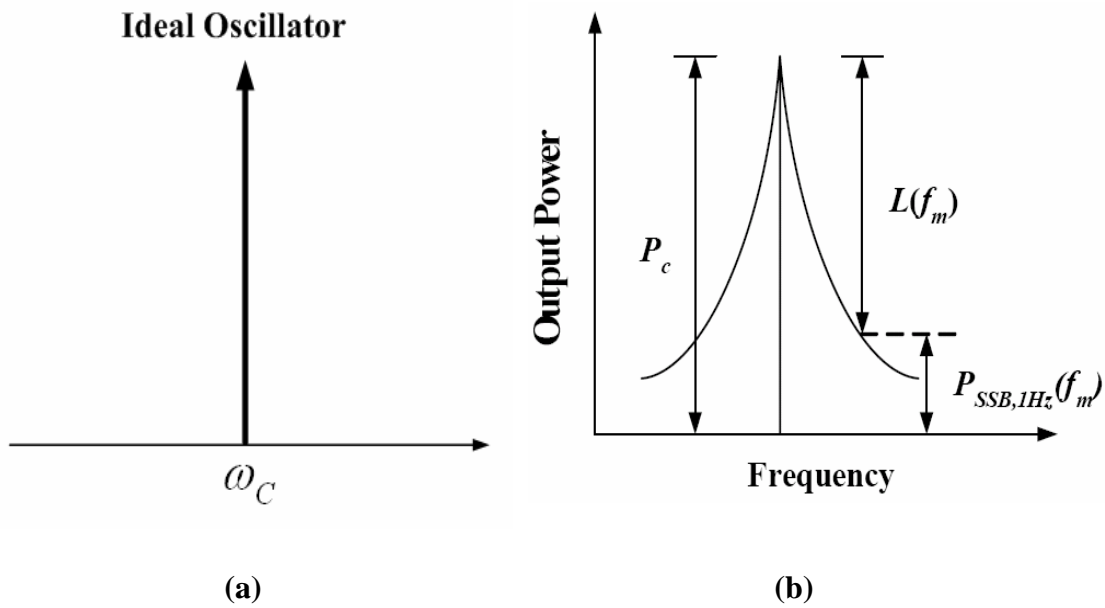 Ideal Oscillator
ω_C
(a)
Output Power
P_c
L(f_m)
P_SSB,1Hz(f_m)
Frequency
(b)